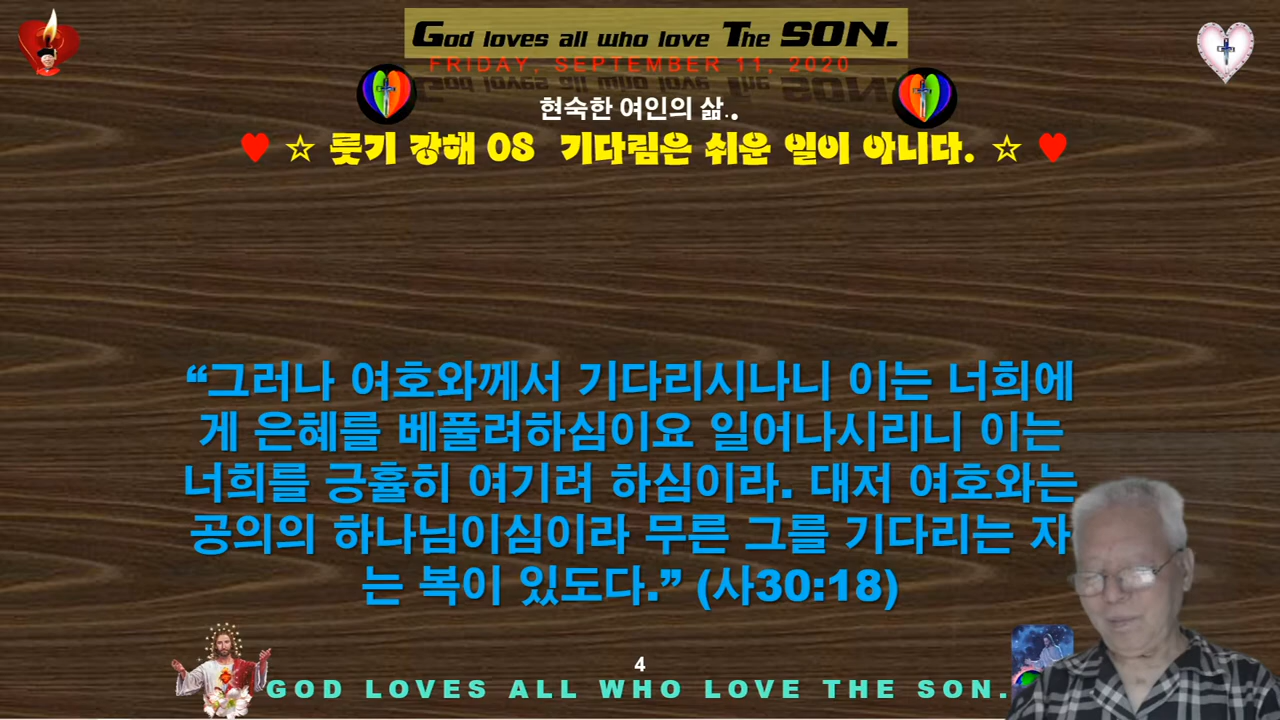 God loves all who love The SON.
FRIDAY, SEPTEMBER 11, 2020
현숙한 여인의 삶..
♥ ☆ 룻기 강해 05 기다림은 쉬운 일이 아니다. ☆ ♥
“그러나 여호와께서 기다리시나니 이는 너희에
게 은혜를 베풀려하심이요 일어나시리니 이는
너희를 긍휼히 여기려 하심이라. 대저 여호와는
공의의 하나님이심이라 무른 그를 기다리는 자
는 복이 있도다.” (사30:18)
4
GOD LOVES ALL WHO LOVE THE SON.